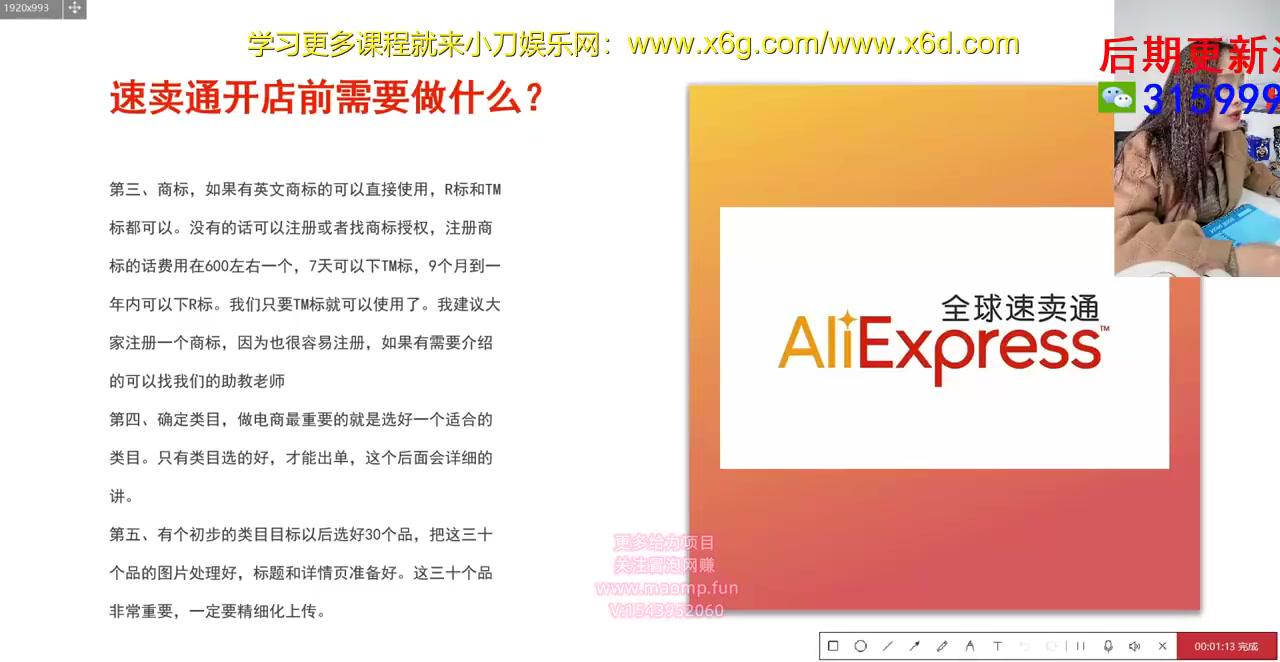 1920x993
学习更多课程就来小刀娱乐网：www.x6g.com/www.x6d.com
后期更新
315999
速卖通开店前需要做什么？
第三、商标，如果有英文商标的可以直接使用，R标和TM
标都可以。没有的话可以注册或者找商标授权，注册商
标的话费用在600左右一个，7天可以下TM标，9个月到一
年内可以下R标。我们只要TM标就可以使用了。我建议大
家注册一个商标，因为也很容易注册，如果有需要介绍
的可以找我们的助教老师
第四、确定类目，做电商最重要的就是选好一个适合的
类目。只有类目选的好，才能出单，这个后面会详细的
讲。
第五、有个初步的类目目标以后选好30个品，把这三十
个品的图片处理好，标题和详情页准备好。这三十个品
非常重要，一定要精细化上传。
全球速卖通
AliExpress™
更多给力项目
关注冒泡网赚
www.maomp.fun
V:1543952060
00:01:13 完成